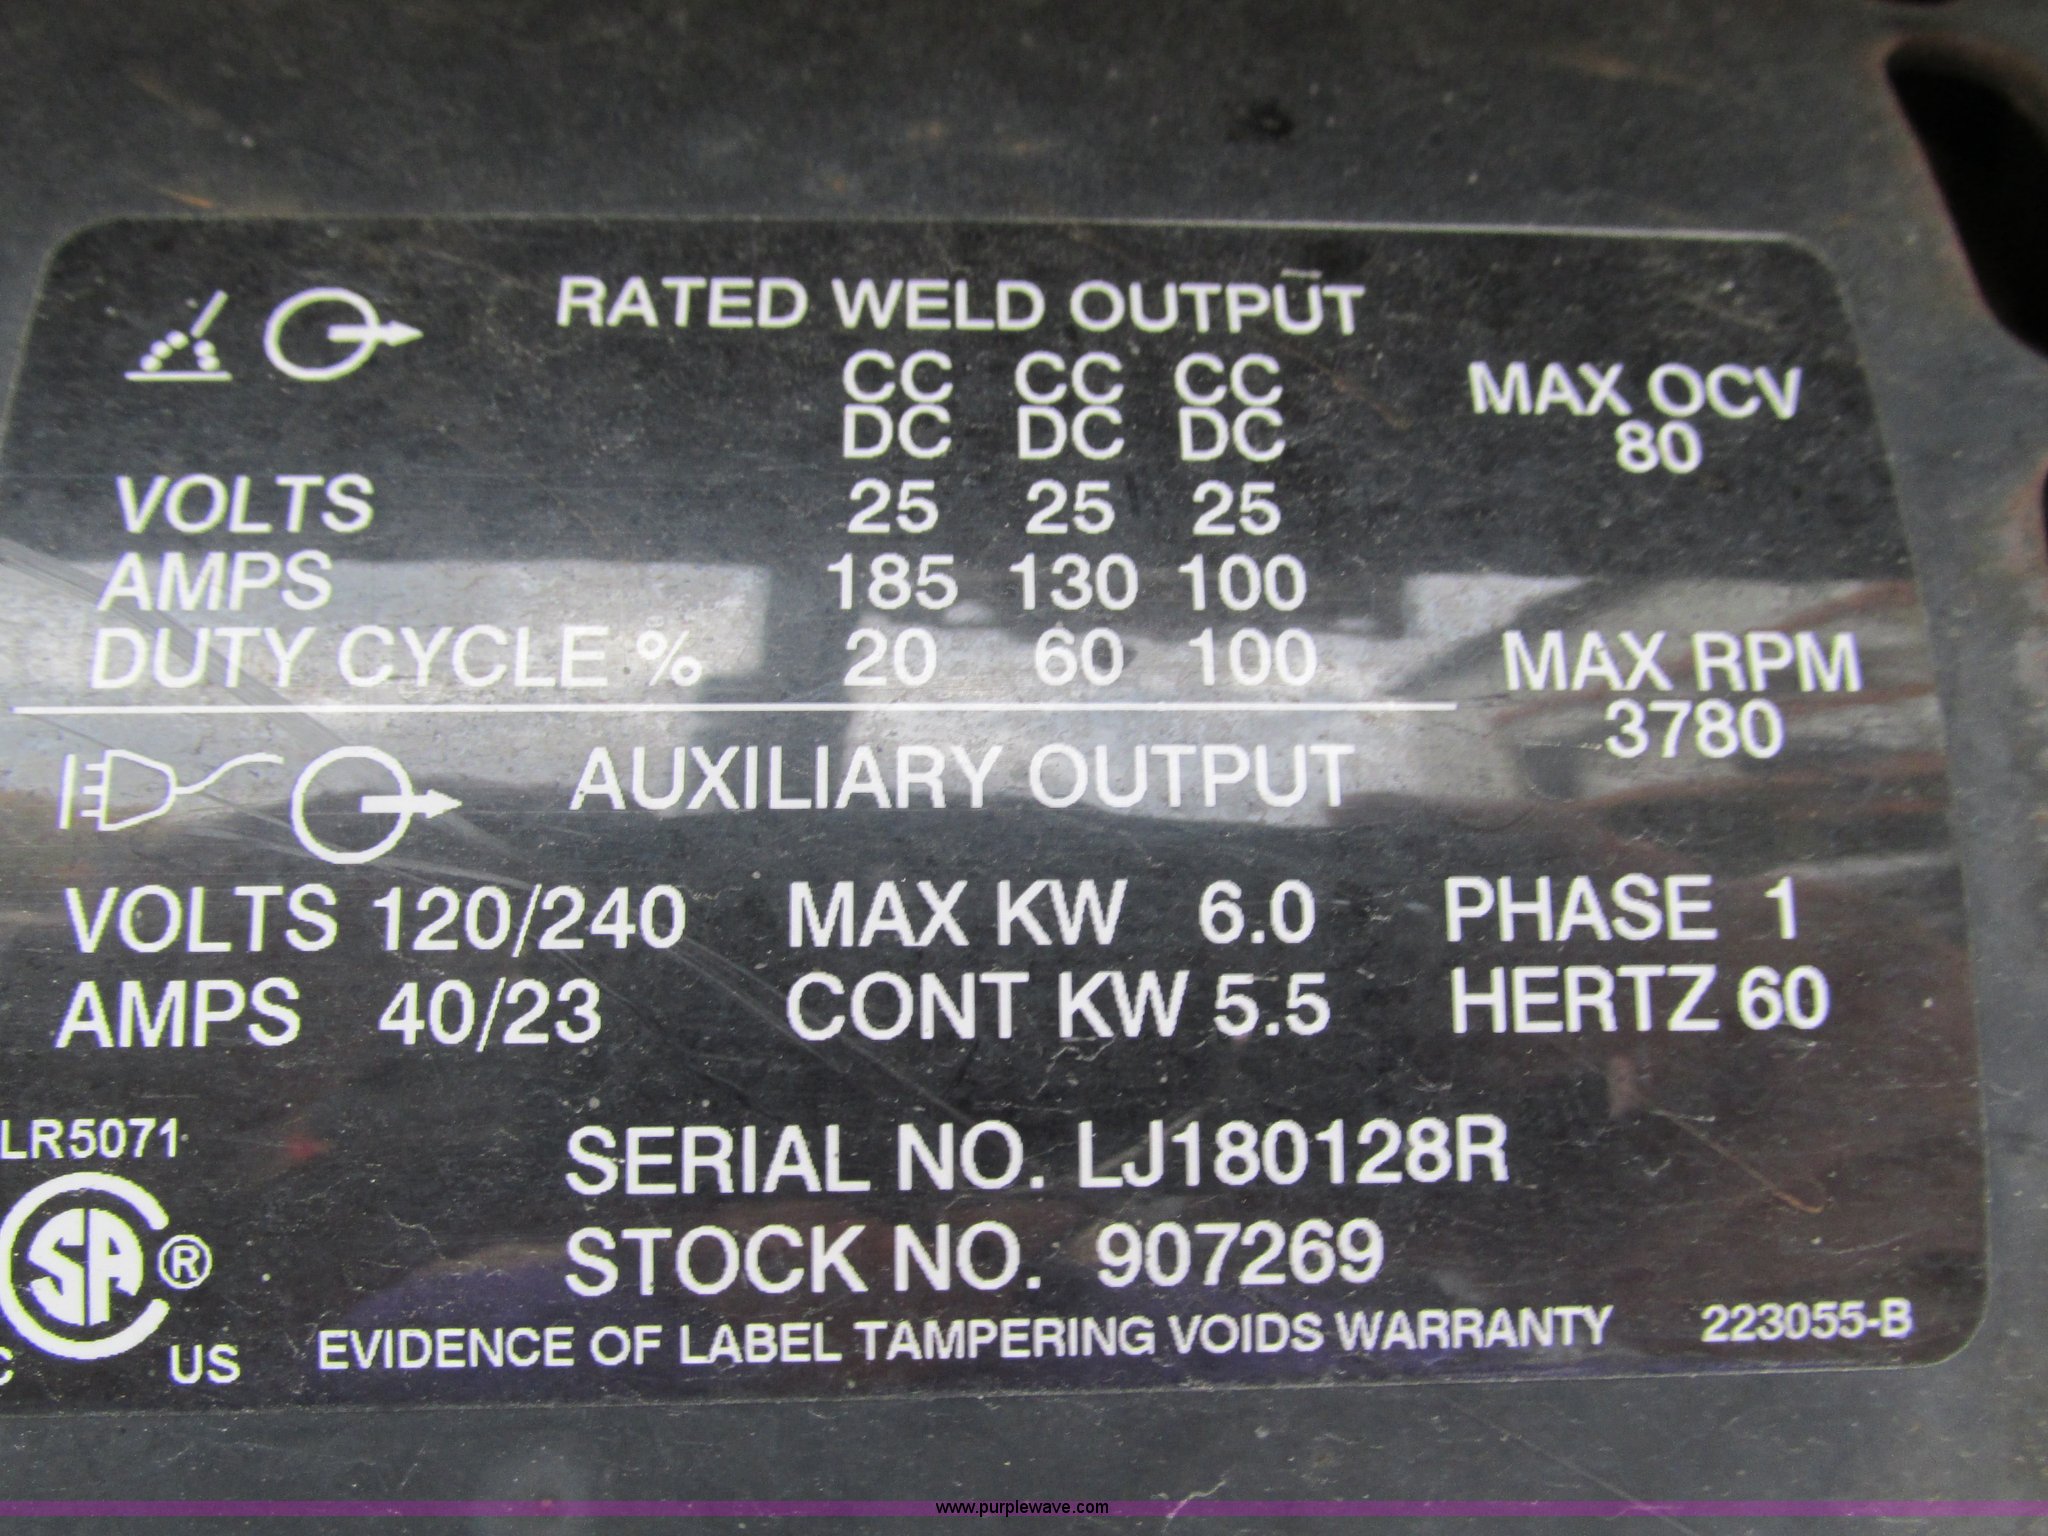 RATED WELD OUTPUT
CC CC CC
DC DC DC
MAX OCV
80
VOLTS 25 25 25
AMPS 185 130 100
DUTY CYCLE % 20 60 100
MAX RPM
3780
AUXILIARY OUTPUT
VOLTS 120/240 MAX KW 6.0 PHASE 1
AMPS 40/23 CONT KW 5.5 HERTZ 60
LR5071
SERIAL NO. LJ180128R
SA ®
STOCK NO. 907269
C US
EVIDENCE OF LABEL TAMPERING VOIDS WARRANTY 223055-B
www.purplewave.com